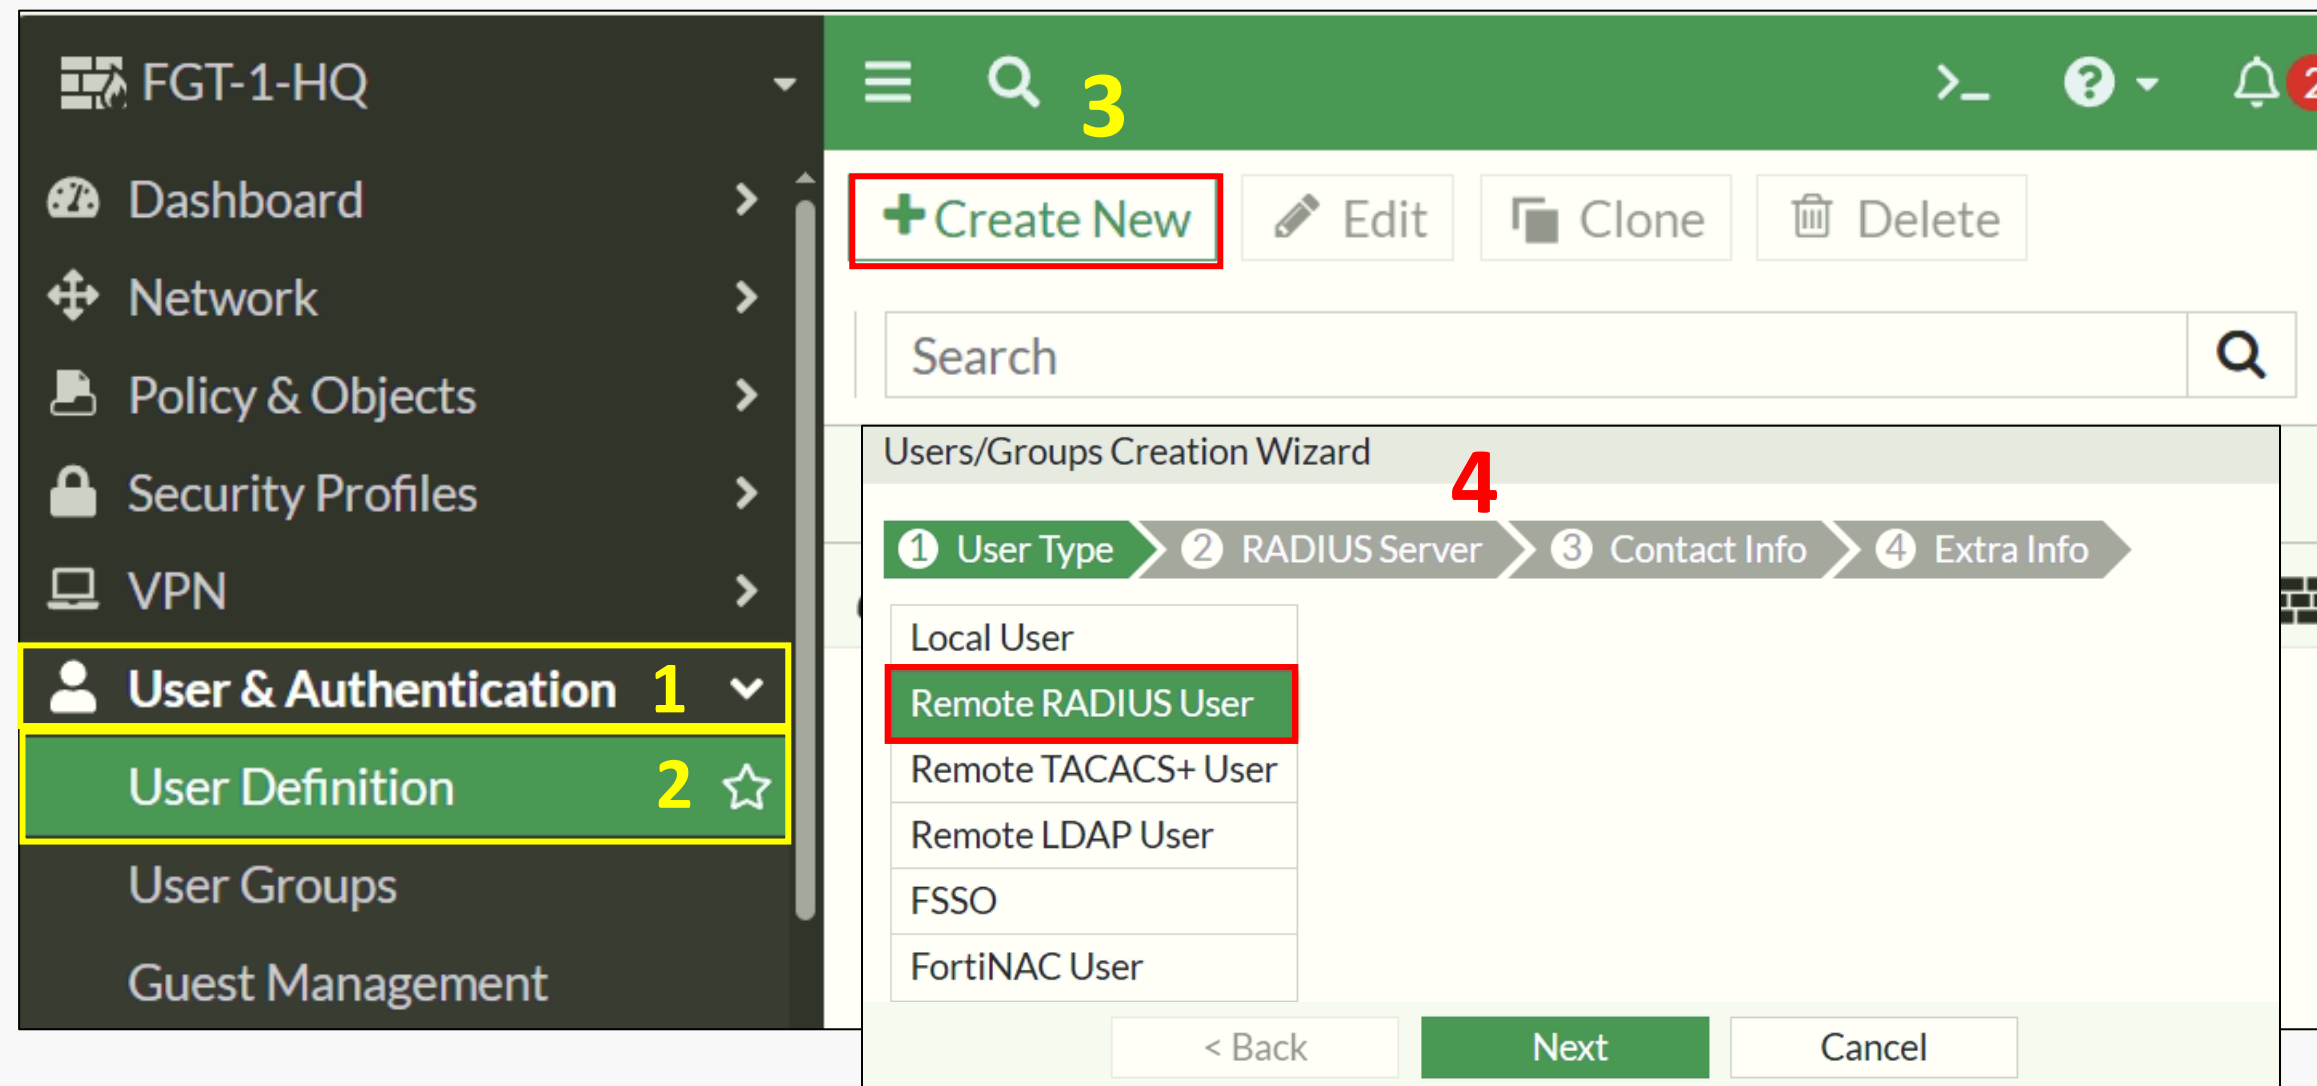 FGT-1-HQ
3
2
Dashboard
Network
Policy & Objects
Security Profiles
VPN
User & Authentication 1
User Definition 2
User Groups
Guest Management
+ Create New
Edit
Clone
Delete
Search
Users/Groups Creation Wizard
4
1 User Type 2 RADIUS Server 3 Contact Info 4 Extra Info
Local User
Remote RADIUS User
Remote TACACS+ User
Remote LDAP User
FSSO
FortiNAC User
< Back
Next
Cancel